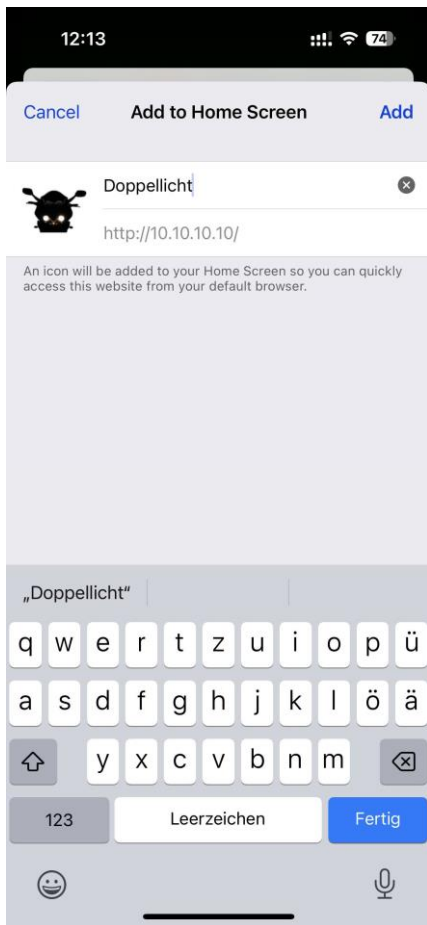 12:13 74
Cancel Add to Home Screen Add
Doppellicht
http://10.10.10.10/
An icon will be added to your Home Screen so you can quickly
access this website from your default browser.
„Doppellicht“
q w e r t z u i o p ü
a s d f g h j k l ö ä
y x c v b n m
123 Leerzeichen Fertig